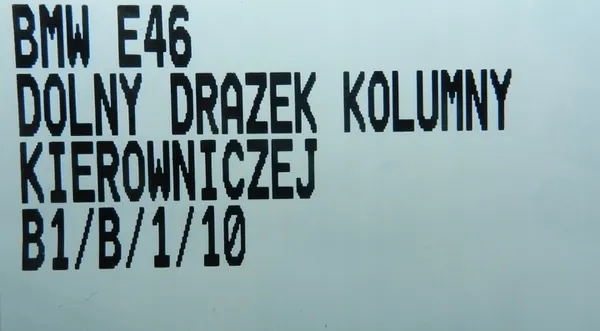 BMW E46
DOLNY DRAZEK KOLUMNY
KIEROWNICZEJ
B1/B/1/10